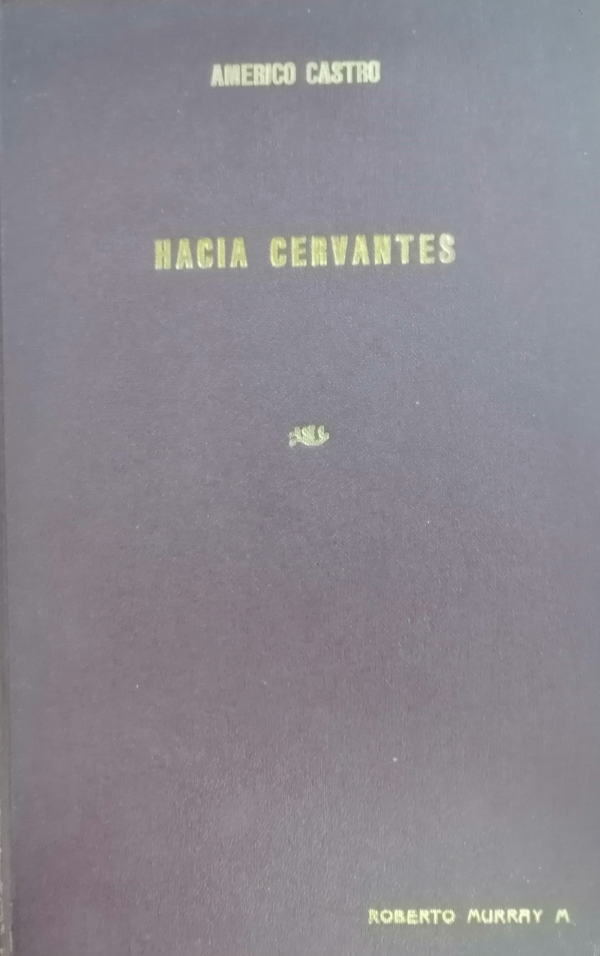 AMERICO CASTRO
HACIA CERVANTES
ROBERTO MURRAY M